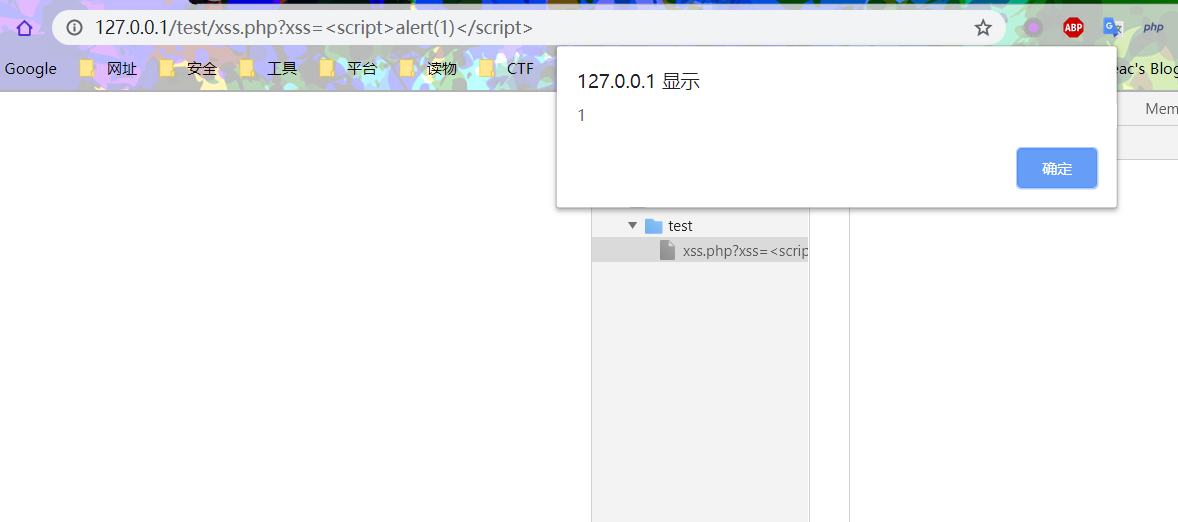 127.0.0.1/test/xss.php?xss=<script>alert(1)</script>
ABP
G
php
Google 网址 安全 工具 平台 读物 CTF
eac's Blog
127.0.0.1 显示
1
确定
Mem
test
xss.php?xss=<scrip